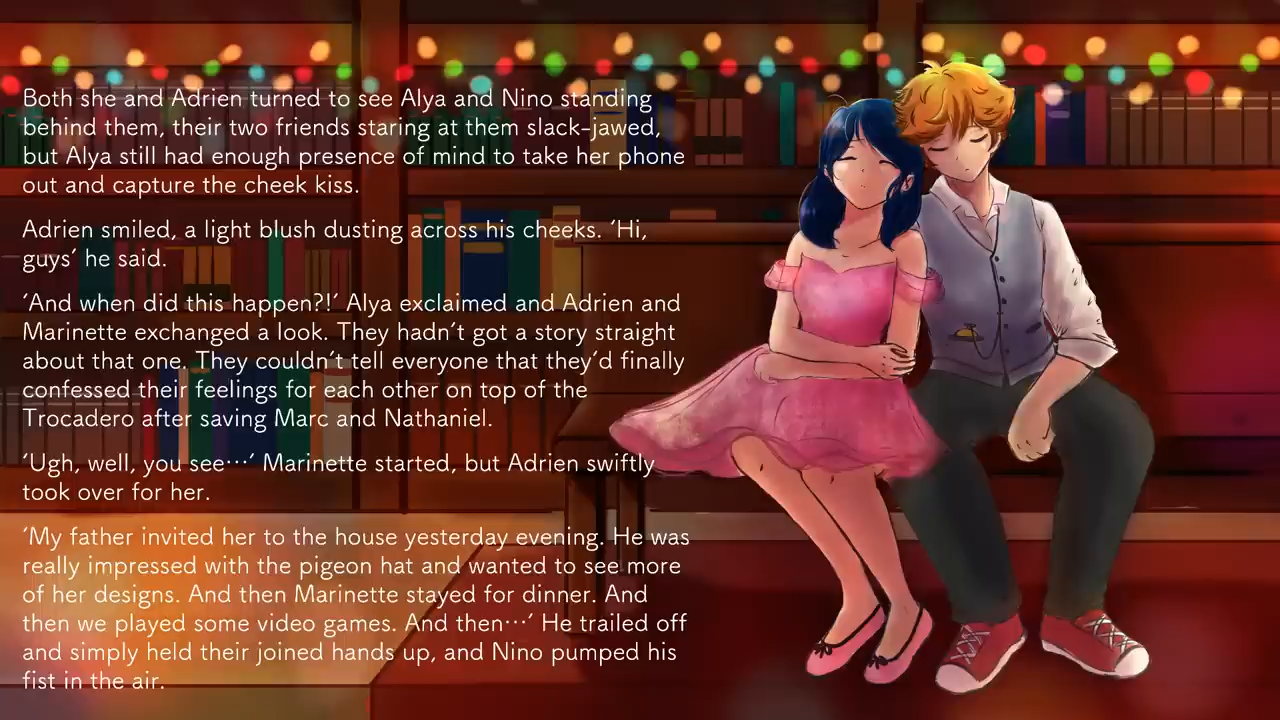 Both she and Adrien turned to see Alya and Nino standing
behind them, their two friends staring at them slack-jawed,
but Alya still had enough presence of mind to take her phone
out and capture the cheek kiss.
Adrien smiled, a light blush dusting across his cheeks. ‘Hi,
guys’ he said.
‘And when did this happen?!’ Alya exclaimed and Adrien and
Marinette exchanged a look. They hadn’t got a story straight
about that one. They couldn’t tell everyone that they’d finally
confessed their feelings for each other on top of the
Trocadero after saving Marc and Nathaniel.
‘Ugh, well, you see…’ Marinette started, but Adrien swiftly
took over for her.
‘My father invited her to the house yesterday evening. He was
really impressed with the pigeon hat and wanted to see more
of her designs. And then Marinette stayed for dinner. And
then we played some video games. And then…’ He trailed off
and simply held their joined hands up, and Nino pumped his
fist in the air.